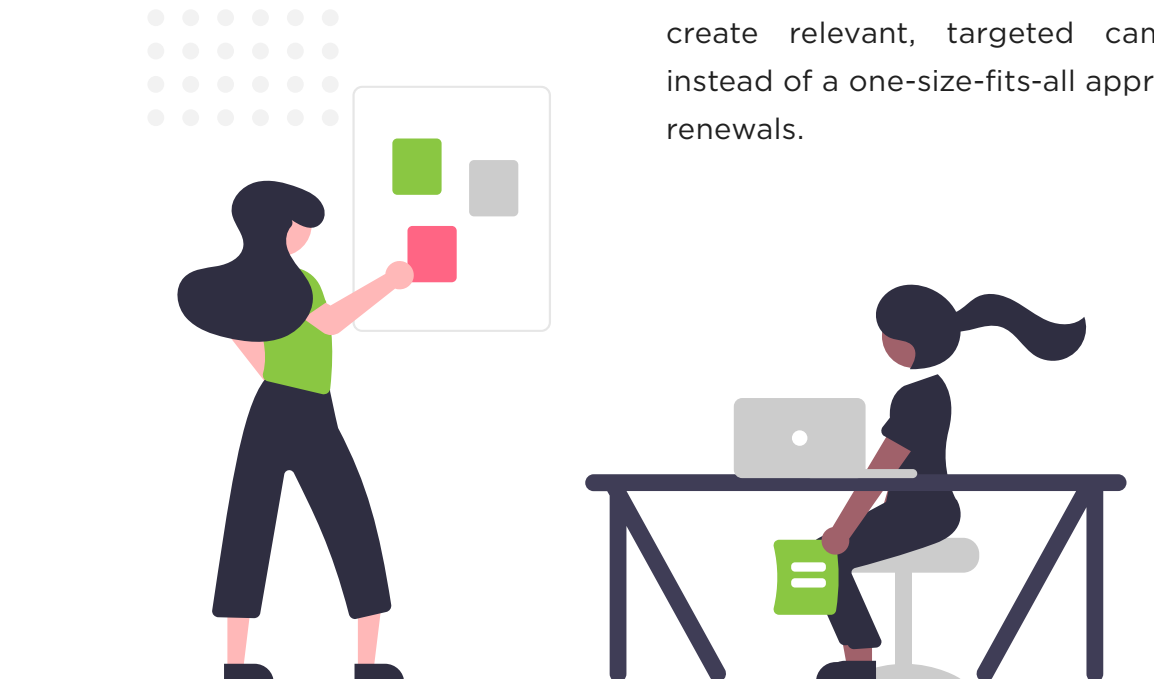 create relevant, targeted
instead of a one-size-fits-all
renewals.